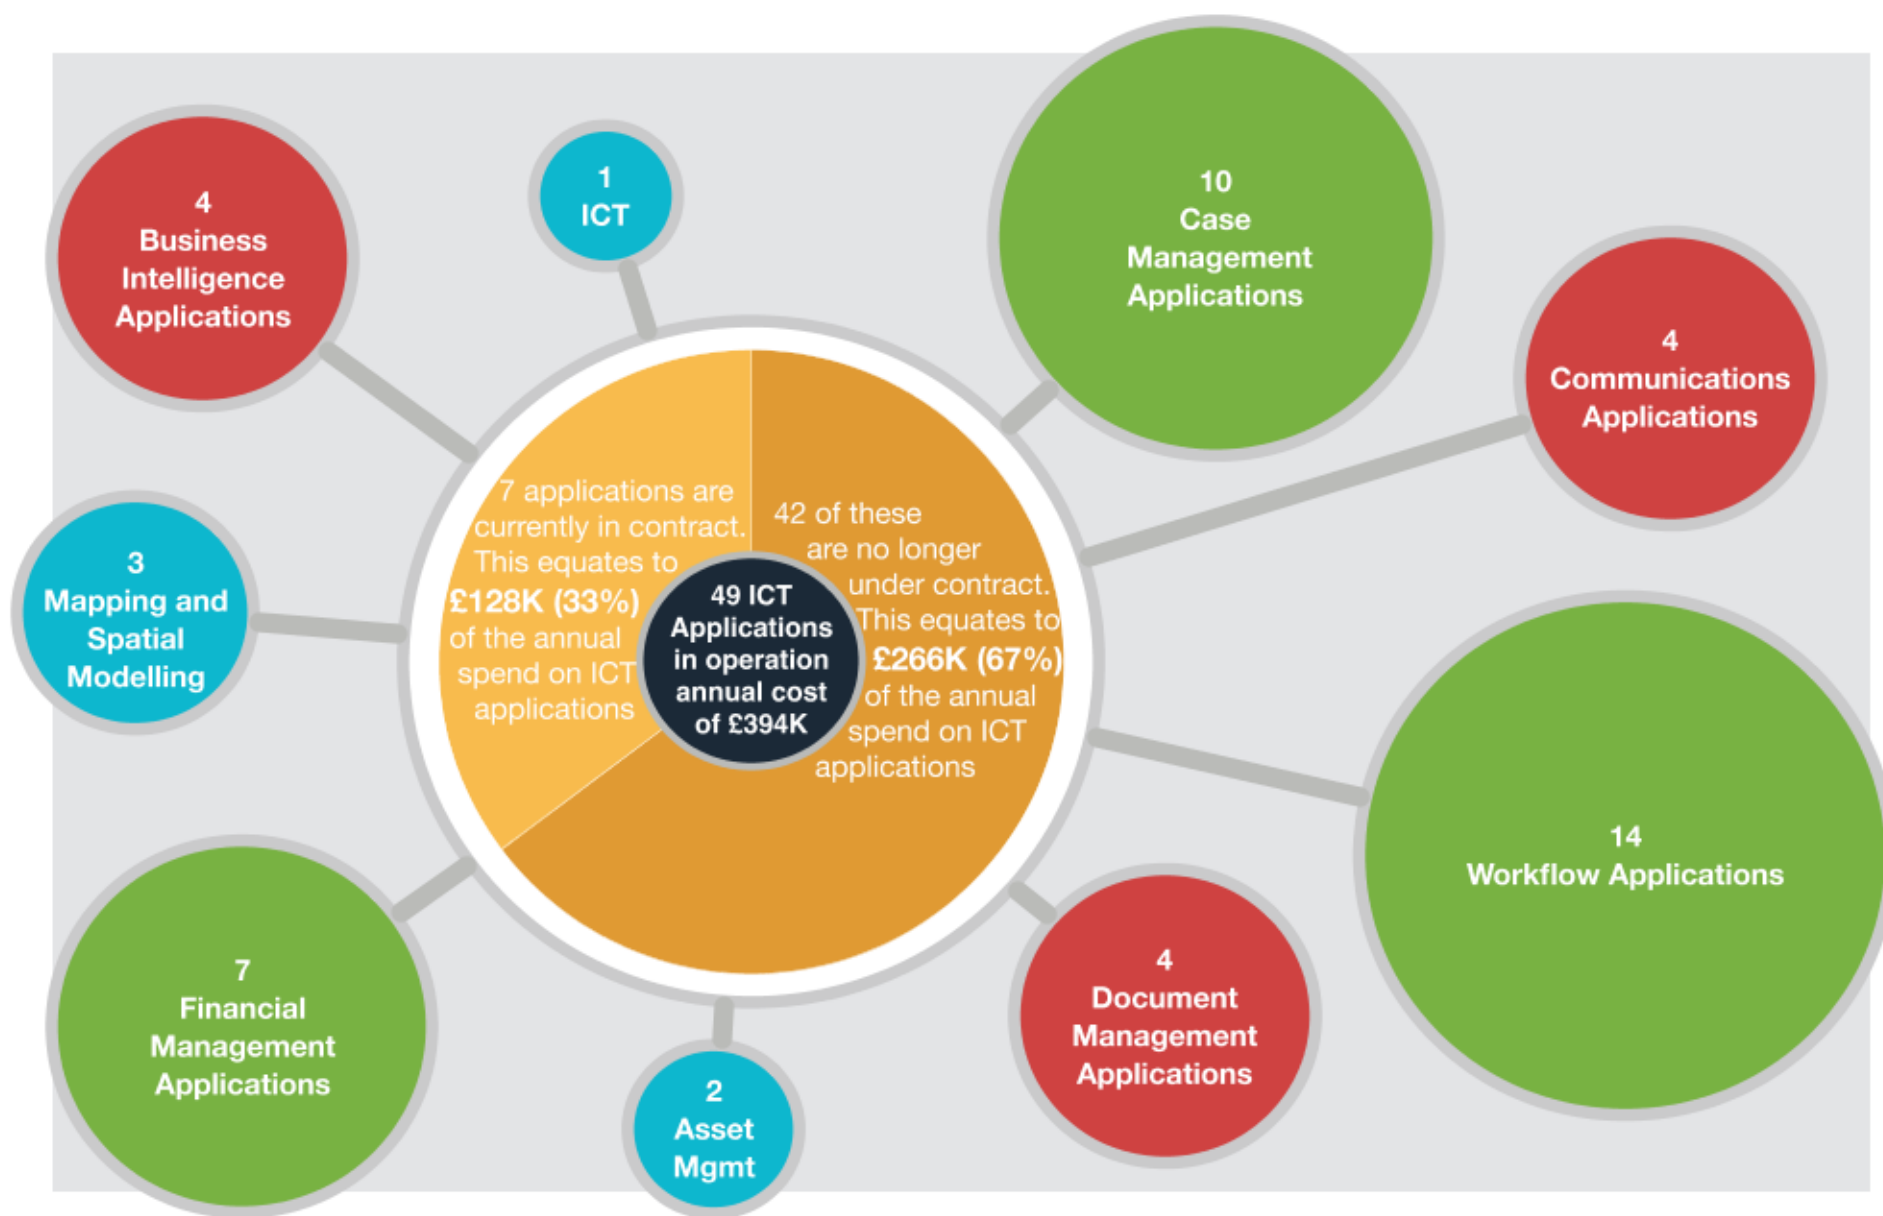 4
Business
Intelligence
Applications
1
ICT
10
Case
Management
Applications
4
Communications
Applications
3
Mapping and
Spatial
Modelling
7 applications are
currently in contract.
This equates to
£128K (33%)
of the annual
spend on ICT
applications
49 ICT
Applications
in operation
annual cost
of £394K
42 of these
are no longer
under contract.
This equates to
£266K (67%)
of the annual
spend on ICT
applications
14
Workflow Applications
7
Financial
Management
Applications
2
Asset
Mgmt
4
Document
Management
Applications